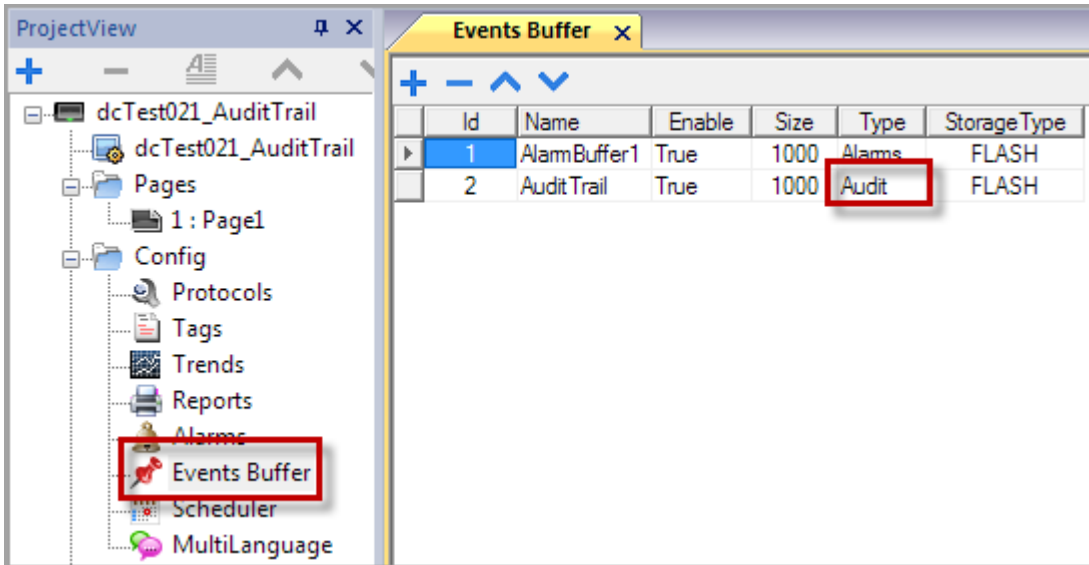 ProjectView
dcTest021_AuditTrail
dcTest021_AuditTrail
Pages
1 : Page1
Config
Protocols
Tags
Trends
Reports
Alarms
Events Buffer
Scheduler
MultiLanguage
Events Buffer
Id Name Enable Size Type StorageType
1 AlarmBuffer1 True 1000 Alarms FLASH
2 AuditTrail True 1000 Audit FLASH